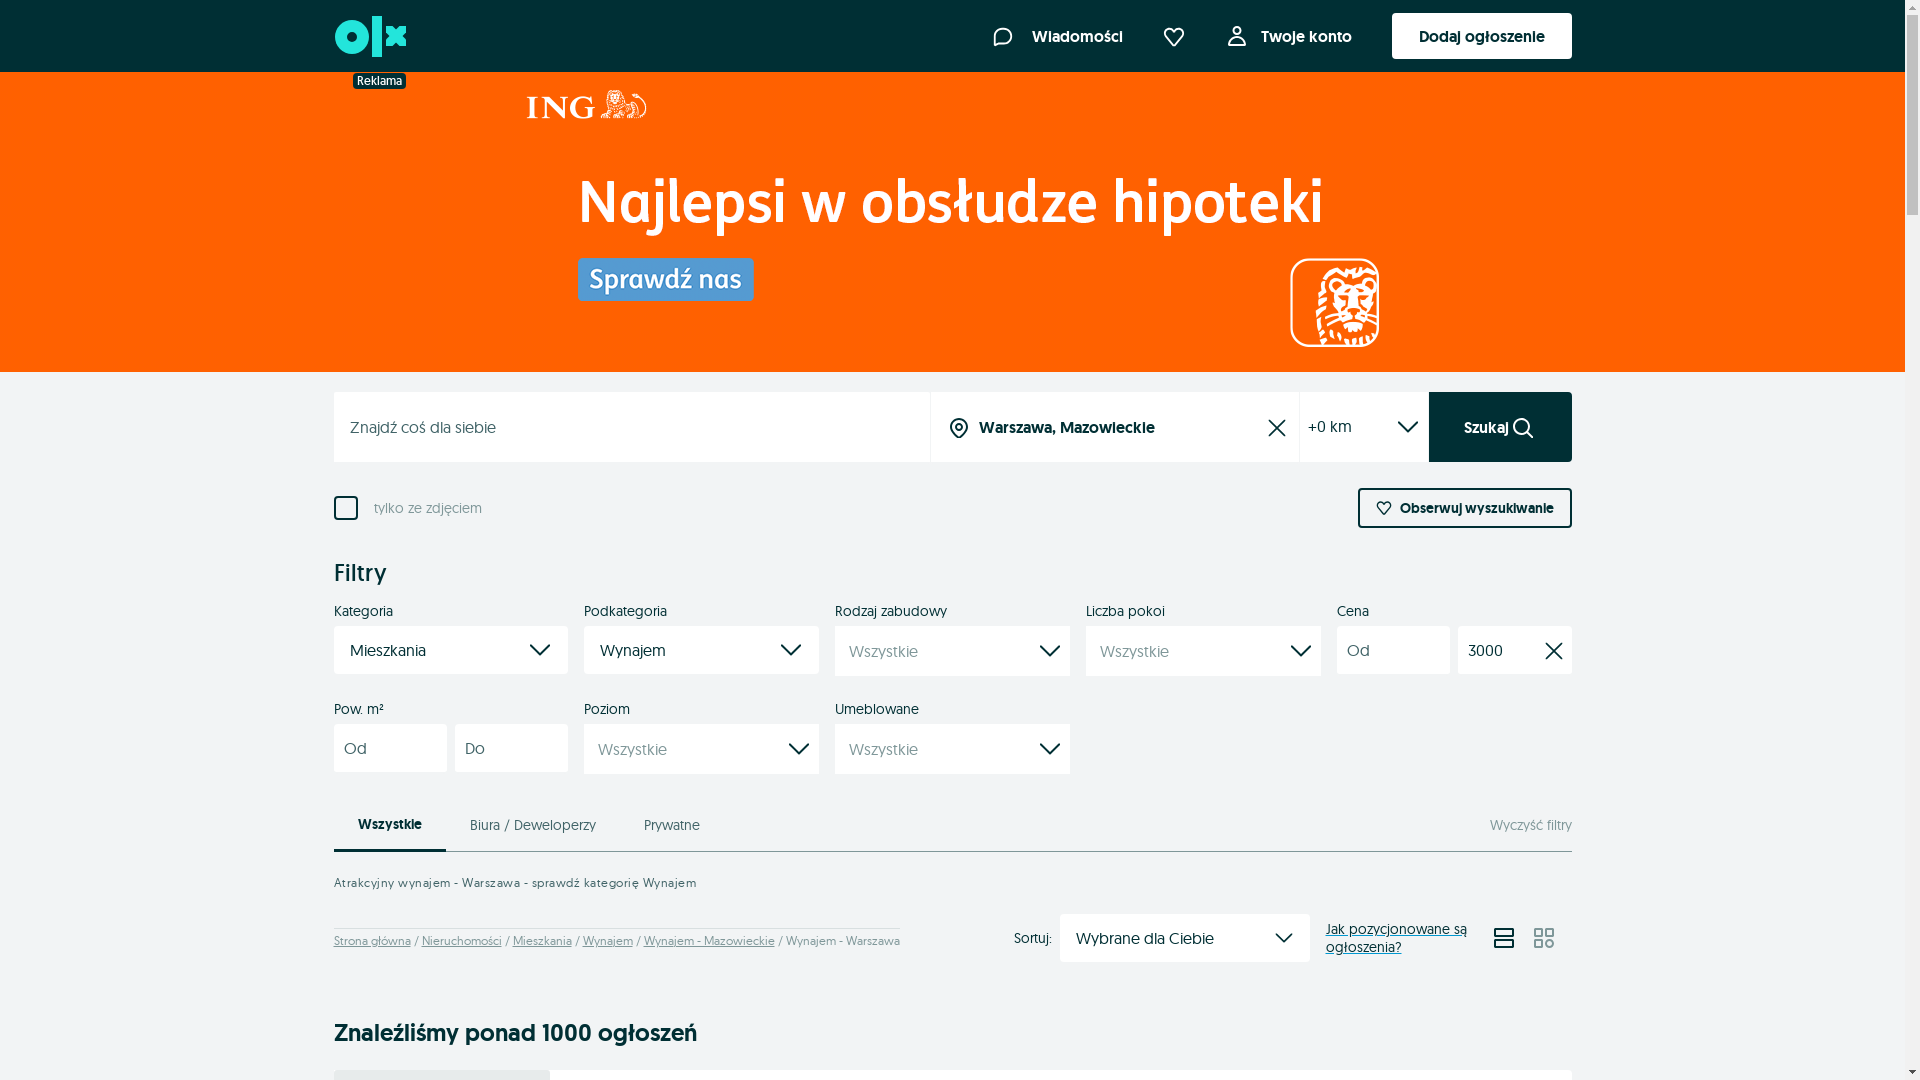 olx
Wiadomości
Twoje konto
Dodaj ogłoszenie
Reklama
ING
Najlepsi w obsłudze hipoteki
Sprawdź nas
Znajdź coś dla siebie
Warszawa, Mazowieckie
+0 km
Szukaj
tylko ze zdjęciem
Obserwuj wyszukiwanie
Filtry
Kategoria
Podkategoria
Rodzaj zabudowy
Liczba pokoi
Cena
Mieszkania
Wynajem
Wszystkie
Wszystkie
Od
3000
Pow. m²
Poziom
Umeblowane
Od
Do
Wszystkie
Wszystkie
Wszystkie
Biura / Deweloperzy
Prywatne
Wyczyść filtry
Atrakcyjny wynajem - Warszawa - sprawdź kategorię Wynajem
Strona główna / Nieruchomości / Mieszkania / Wynajem / Wynajem - Mazowieckie / Wynajem - Warszawa
Sortuj:
Wybrane dla Ciebie
Jak pozycjonowane są
ogłoszenia?
Znaleźliśmy ponad 1000 ogłoszeń